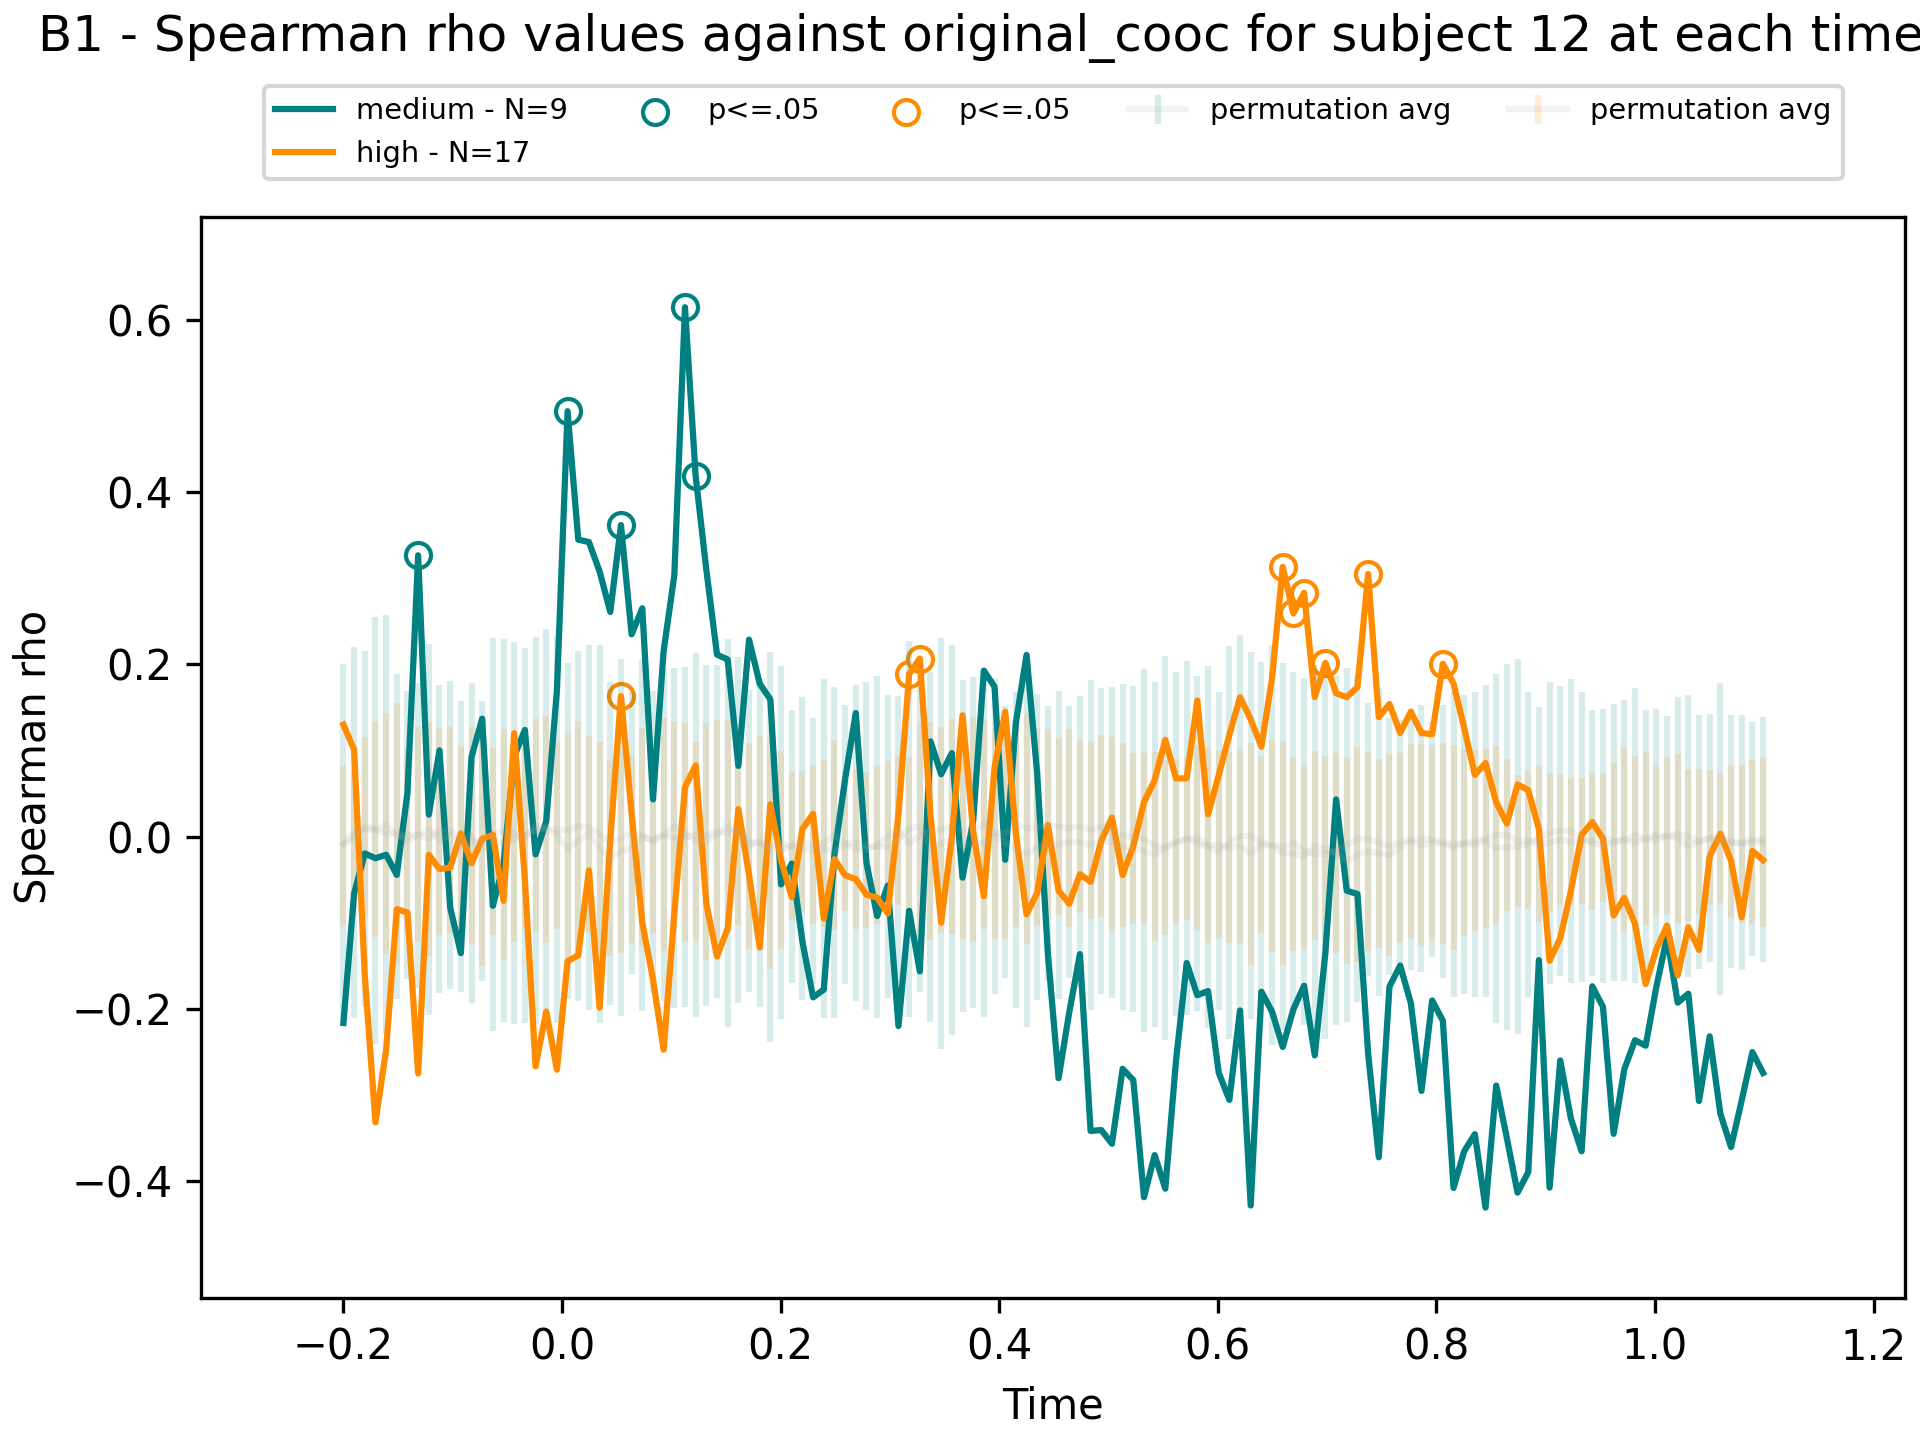 B1 - Spearman rho values against original_cooc for subject 12 at each time
medium - N=9
high - N=17
p<=.05
p<=.05
permutation avg
permutation avg
Spearman rho
0.6
0.4
0.2
0.0
−0.2
−0.4
−0.2
0.0
0.2
0.4
0.6
0.8
1.0
1.2
Time